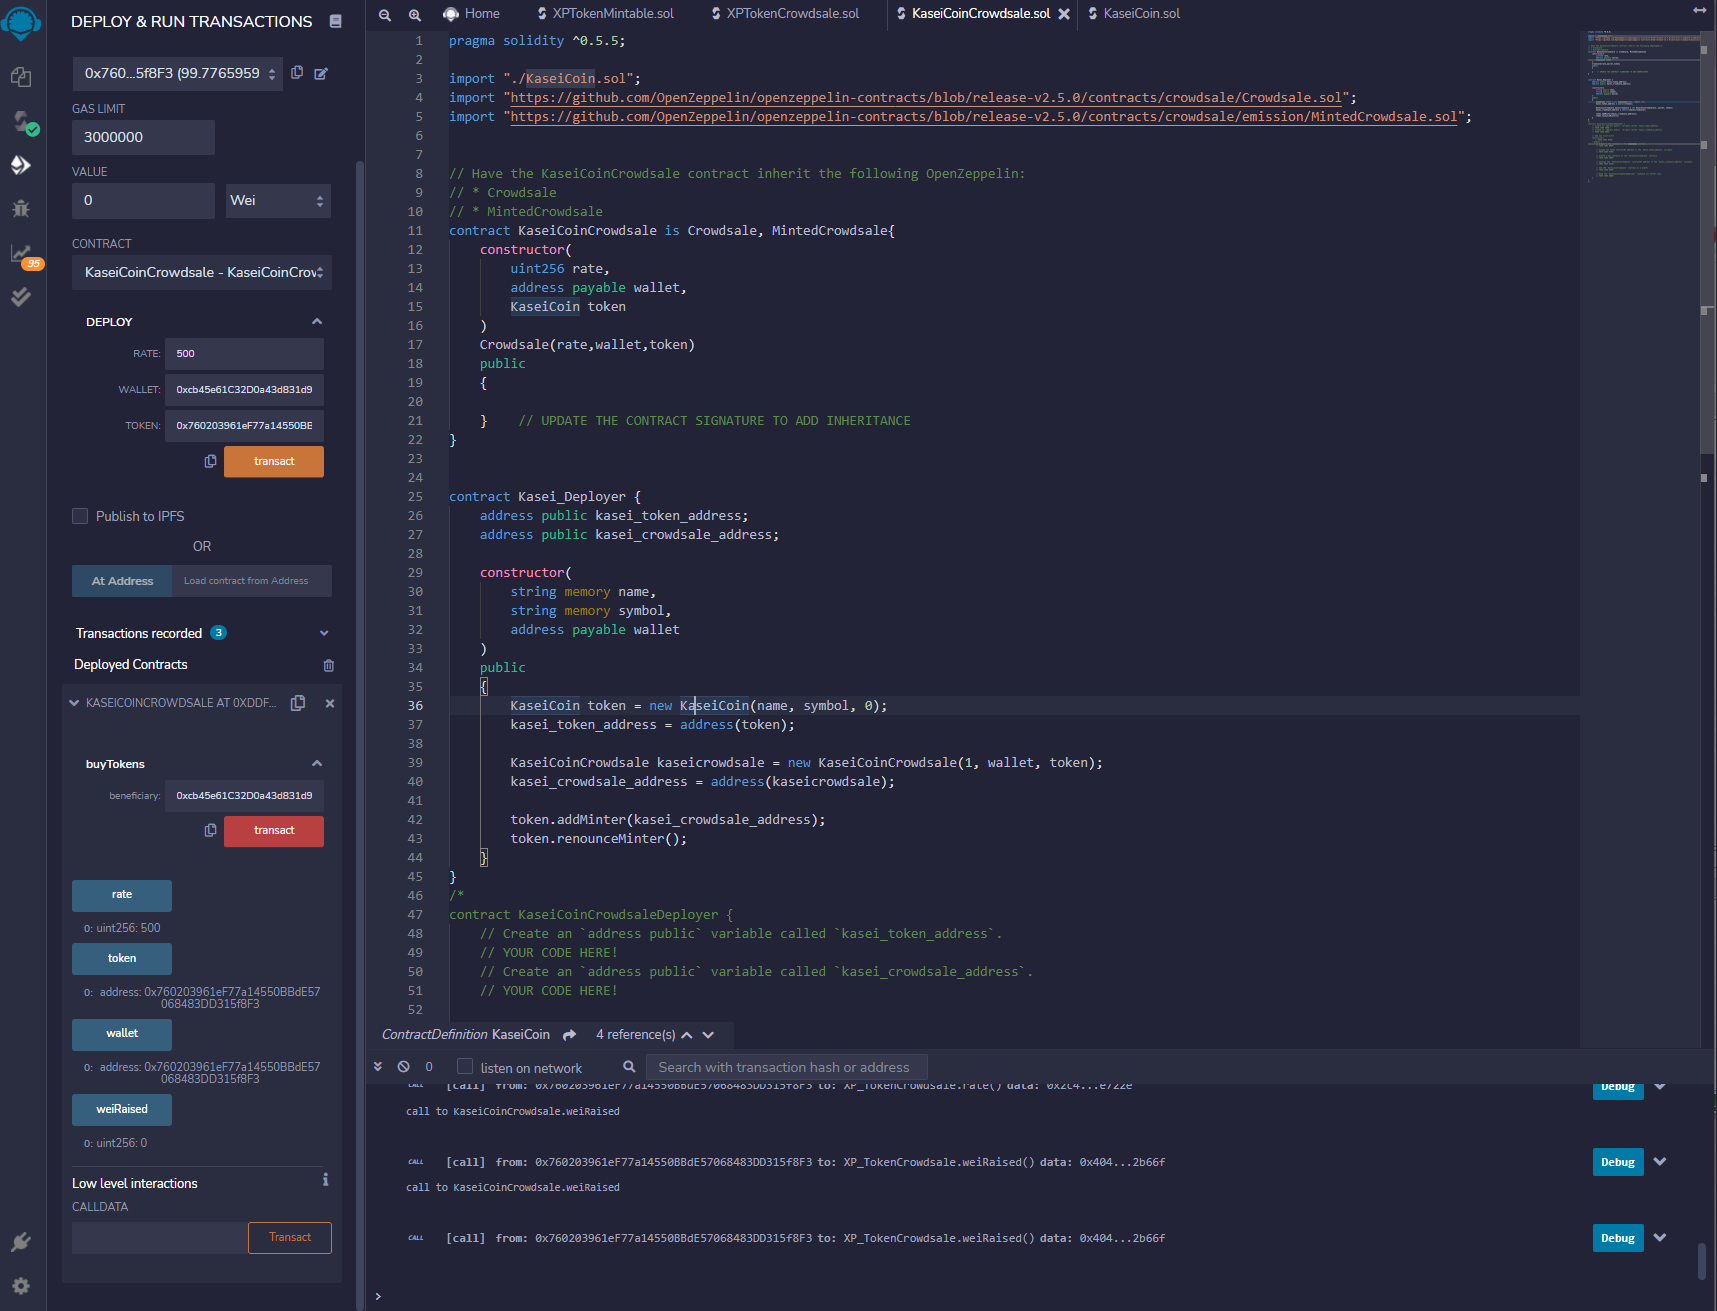 DEPLOY & RUN TRANSACTIONS
0x760...5f8F3 (99.7765959
GAS LIMIT
3000000
VALUE
0
Wei
CONTRACT
KaseiCoinCrowdsale - KaseiCoinCrov
DEPLOY
RATE: 500
WALLET: 0xcb45e61C32D0a43d831d9
TOKEN: 0x760203961eF77a14550BE
transact
Publish to IPFS
OR
At Address
Load contract from Address
Transactions recorded 3
Deployed Contracts
KASEICOINCROWDSALE AT 0XDDF...
buyTokens
beneficiary: 0xcb45e61C32D0a43d831d9
transact
rate
0: uint256: 500
token
0: address: 0x760203961eF77a14550BBdE57
068483DD315f8F3
wallet
0: address: 0x760203961eF77a14550BBdE57
068483DD315f8F3
weiRaised
0: uint256: 0
Low level interactions
i
CALLDATA
Transact
95
Home
XPTokenMintable.sol
XPTokenCrowdsale.sol
KaseiCoinCrowdsale.sol
KaseiCoin.sol
1 pragma solidity ^0.5.5;
2
3 import "./KaseiCoin.sol";
4 import "https://github.com/OpenZeppelin/openzeppelin-contracts/blob/release-v2.5.0/contracts/crowdsale/Crowdsale.sol";
5 import "https://github.com/OpenZeppelin/openzeppelin-contracts/blob/release-v2.5.0/contracts/crowdsale/emission/MintedCrowdsale.sol";
6
7
8 // Have the KaseiCoinCrowdsale contract inherit the following OpenZeppelin:
9 // * Crowdsale
10 // * MintedCrowdsale
11 contract KaseiCoinCrowdsale is Crowdsale, MintedCrowdsale{
12 constructor(
13 uint256 rate,
14 address payable wallet,
15 KaseiCoin token
16 )
17 Crowdsale(rate,wallet,token)
18 public
19 {
20
21 } // UPDATE THE CONTRACT SIGNATURE TO ADD INHERITANCE
22 }
23
24
25 contract Kasei_Deployer {
26 address public kasei_token_address;
27 address public kasei_crowdsale_address;
28
29 constructor(
30 string memory name,
31 string memory symbol,
32 address payable wallet
33 )
34 public
35 {
36 KaseiCoin token = new KaseiCoin(name, symbol, 0);
37 kasei_token_address = address(token);
38
39 KaseiCoinCrowdsale kaseicrowdsale = new KaseiCoinCrowdsale(1, wallet, token);
40 kasei_crowdsale_address = address(kaseicrowdsale);
41
42 token.addMinter(kasei_crowdsale_address);
43 token.renounceMinter();
44 }
45 }
46 /*
47 contract KaseiCoinCrowdsaleDeployer {
48 // Create an `address public` variable called `kasei_token_address`.
49 // YOUR CODE HERE!
50 // Create an `address public` variable called `kasei_crowdsale_address`.
51 // YOUR CODE HERE!
52
ContractDefinition KaseiCoin 4 reference(s)
0 listen on network Search with transaction hash or address
CALL [call] from: 0x760203961eF77a14550BBdE57068483DD315f8F3 to: XP_TokenCrowdsale.rate() data: 0x2c4...e722e Debug
call to KaseiCoinCrowdsale.weiRaised
CALL [call] from: 0x760203961eF77a14550BBdE57068483DD315f8F3 to: XP_TokenCrowdsale.weiRaised() data: 0x404...2b66f Debug
call to KaseiCoinCrowdsale.weiRaised
CALL [call] from: 0x760203961eF77a14550BBdE57068483DD315f8F3 to: XP_TokenCrowdsale.weiRaised() data: 0x404...2b66f Debug
>